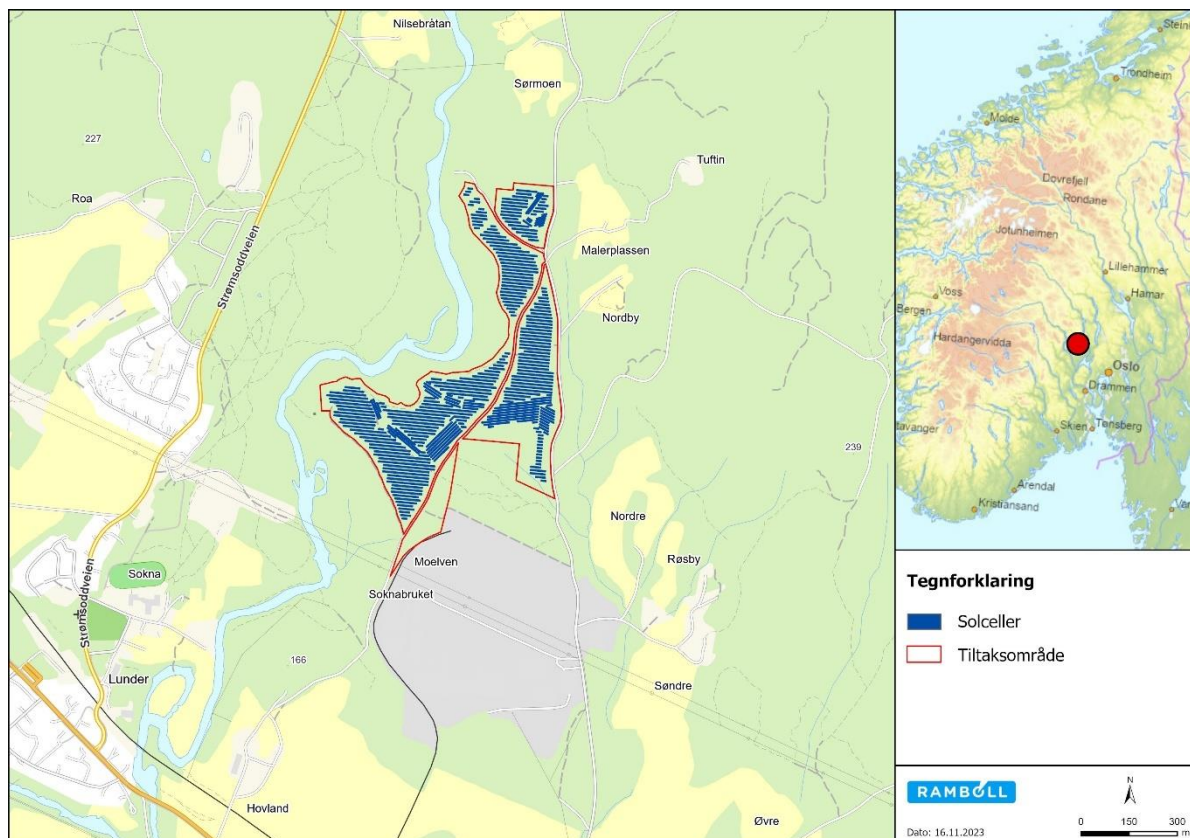 Nilsebråtan
Sørmoen
227
Tuftin
Roa
Strømsoddveien
Malerplassen
Nordby
239
Nordre
Røsby
Moelven
Sokna
Soknabruket
Strømsoddveien
166
Lunder
Søndre
Hovland
Øvre
Trondheim
Molde
Dovrefjell
Rondane
Jotunheimen
Lillehammer
Voss
Hamar
Bergen
Hardangervidda
Oslo
Drammen
Skien
Tønsberg
tavanger
Arendal
Kristiansand
Tegnforklaring
Solceller
Tiltaksområde
RAMBOLL
N
0 150 300
m
Dato: 16.11.2023